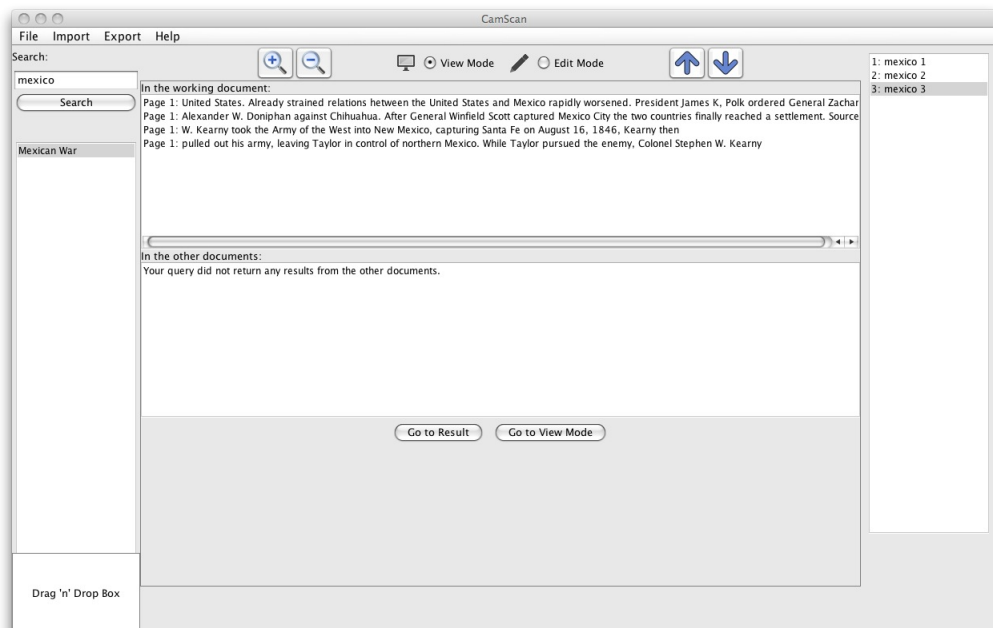 CamScan
File Import Export Help
Search:
mexico
Search
Mexican War
Drag 'n' Drop Box
View Mode
Edit Mode
In the working document:
Page 1: United States. Already strained relations hetween the United States and Mexico rapidly worsened. President James K, Polk ordered General Zachar
Page 1: Alexander W. Doniphan against Chihuahua. After General Winfield Scott captured Mexico City the two countries finally reached a settlement. Source
Page 1: W. Kearny took the Army of the West into New Mexico, capturing Santa Fe on August 16, 1846, Kearny then
Page 1: pulled out his army, leaving Taylor in control of northern Mexico. While Taylor pursued the enemy, Colonel Stephen W. Kearny
In the other documents:
Your query did not return any results from the other documents.
Go to Result
Go to View Mode
1: mexico 1
2: mexico 2
3: mexico 3